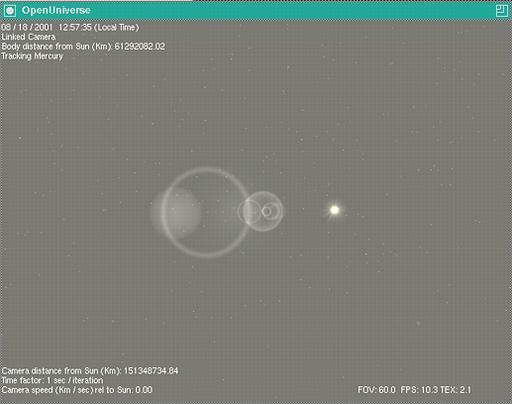 OpenUniverse
08 / 18 / 2001 12:57:35 (Local Time)
Linked Camera
Body distance from Sun (Km): 61292082.02
Tracking Mercury
Camera distance from Sun (Km): 151348734.84
Time factor: 1 sec / iteration
Camera speed (Km / sec) rel to Sun: 0.00
FOV: 60.0 FPS: 10.3 TEX: 2.1